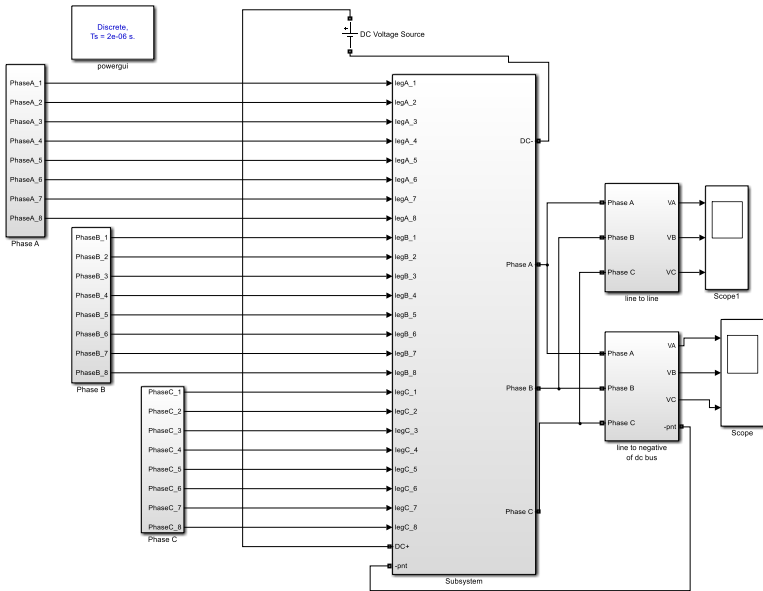 Discrete,
Ts = 2e-06 s.
powergui
DC Voltage Source
PhaseA_1
PhaseA_2
PhaseA_3
PhaseA_4
PhaseA_5
PhaseA_6
PhaseA_7
PhaseA_8
Phase A
PhaseB_1
PhaseB_2
PhaseB_3
PhaseB_4
PhaseB_5
PhaseB_6
PhaseB_7
PhaseB_8
Phase B
PhaseC_1
PhaseC_2
PhaseC_3
PhaseC_4
PhaseC_5
PhaseC_6
PhaseC_7
PhaseC_8
Phase C
legA_1
legA_2
legA_3
legA_4
legA_5
legA_6
legA_7
legA_8
legB_1
legB_2
legB_3
legB_4
legB_5
legB_6
legB_7
legB_8
legC_1
legC_2
legC_3
legC_4
legC_5
legC_6
legC_7
legC_8
DC+
-pnt
DC-
Phase A
Phase B
Phase C
Subsystem
Phase A
Phase B
Phase C
VA
VB
VC
line to line
Scope1
Phase A
Phase B
Phase C
VA
VB
VC
-pnt
line to negative
of dc bus
Scope